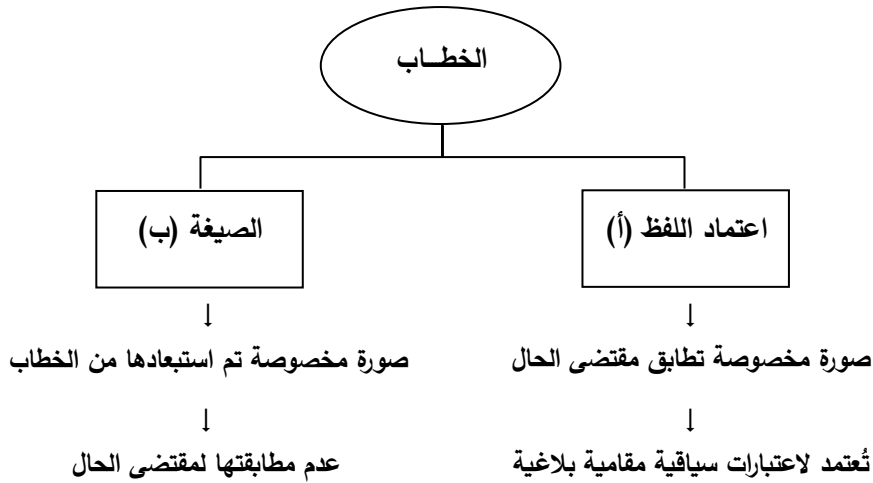 الخطـــاب
اعتماد اللفظ (أ)
الصيغة (ب)
↓ ↓
صورة مخصوصة تطابق مقتضى الحال
صورة مخصوصة تم استبعادها من الخطاب
↓ ↓
تُعتمد لاعتبارات سياقية مقامية بلاغية
عدم مطابقتها لمقتضى الحال